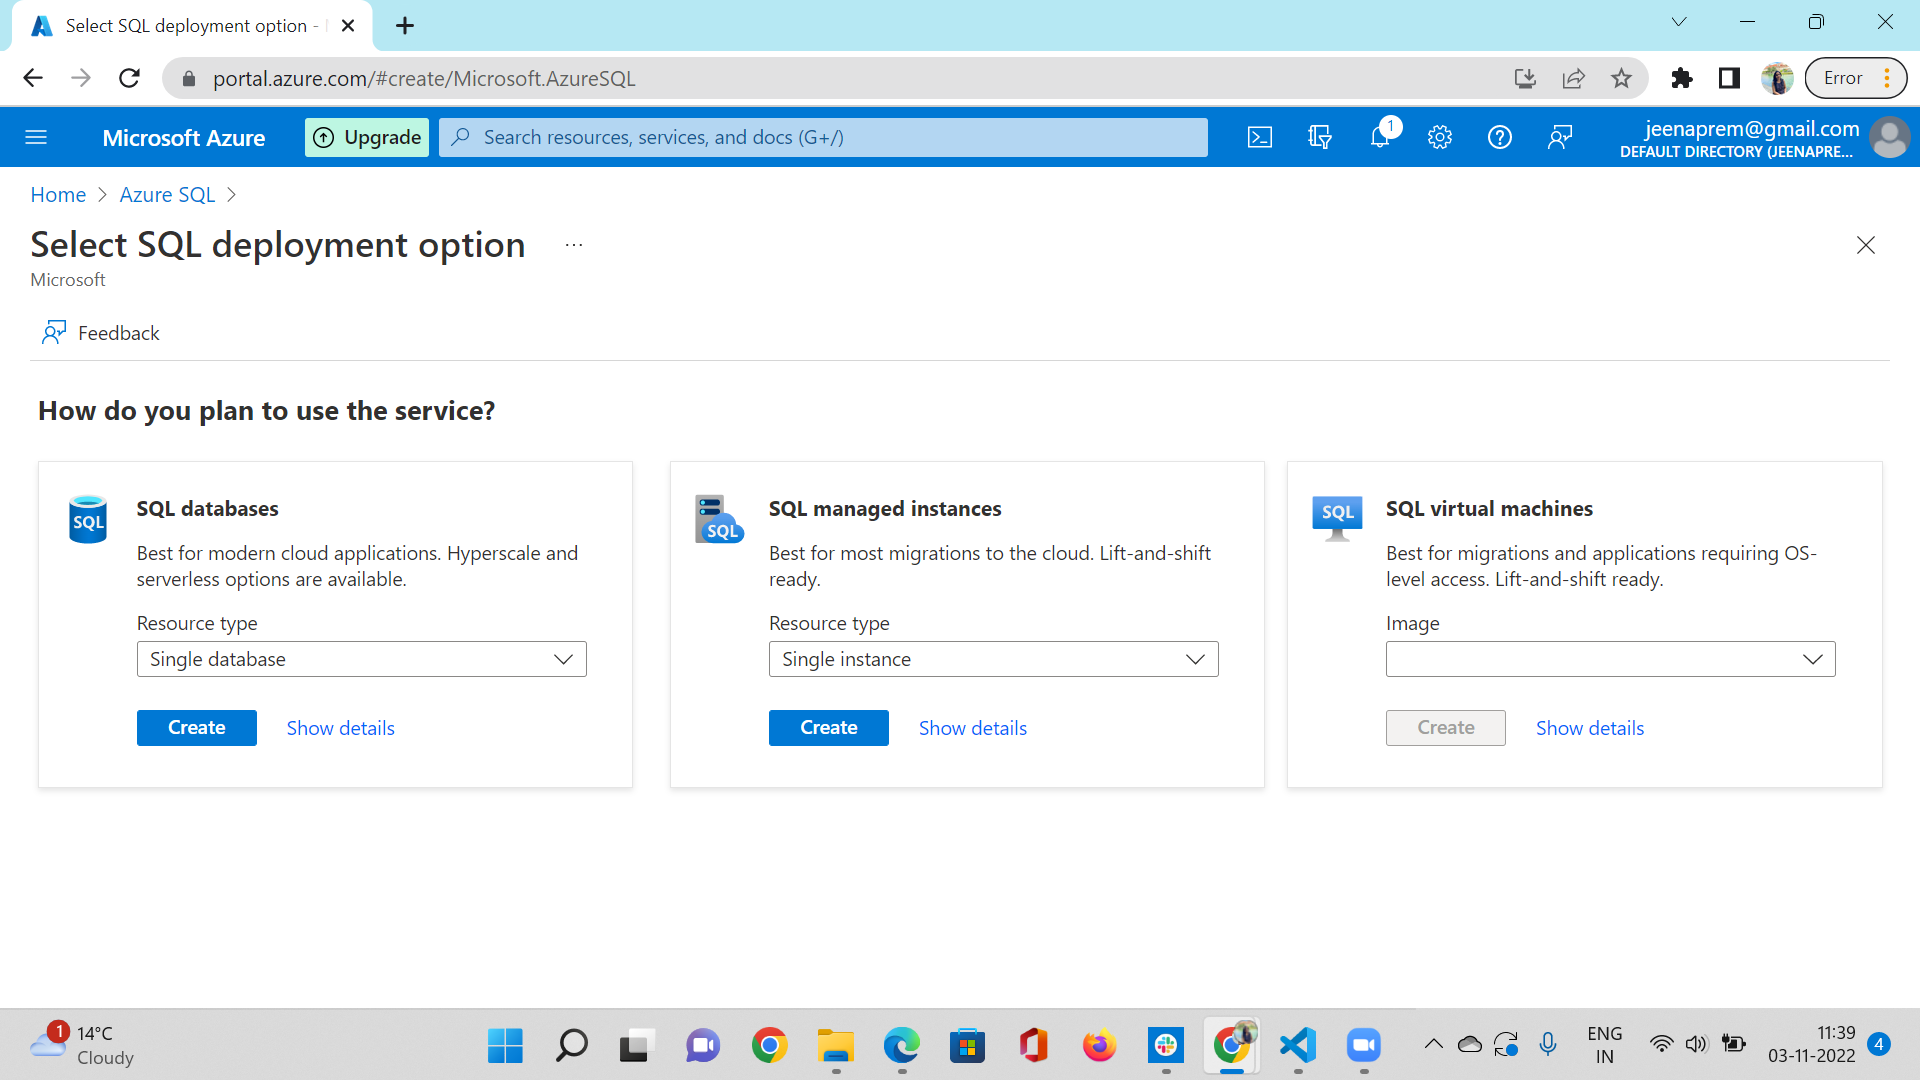 Select SQL deployment option -
portal.azure.com/#create/Microsoft.AzureSQL
Error
Microsoft Azure
Upgrade
Search resources, services, and docs (G+/)
1
jeenaprem@gmail.com
DEFAULT DIRECTORY (JEENAPRE...
Home
Azure SQL
Select SQL deployment option
...
Microsoft
Feedback
How do you plan to use the service?
SQL
SQL databases
Best for modern cloud applications. Hyperscale and
serverless options are available.
Resource type
Single database
Create
Show details
SQL
SQL managed instances
Best for most migrations to the cloud. Lift-and-shift
ready.
Resource type
Single instance
Create
Show details
SQL
SQL virtual machines
Best for migrations and applications requiring OS-
level access. Lift-and-shift ready.
Image
Create
Show details
1
14°C
Cloudy
ENG
IN
11:39
03-11-2022
4